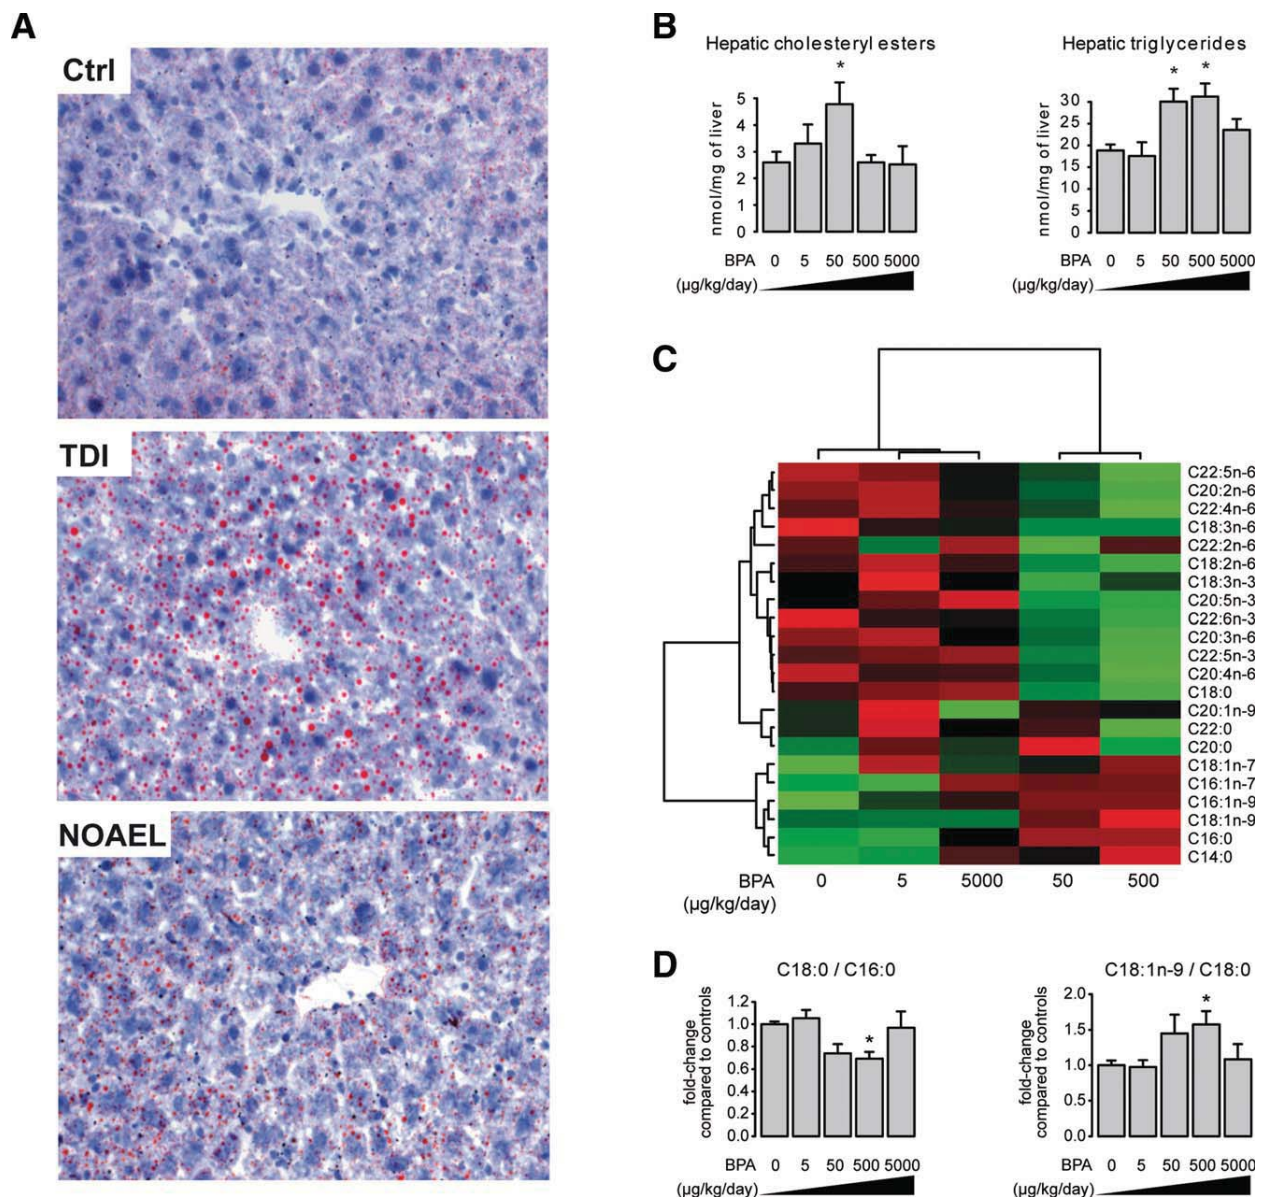 A
Ctrl
TDI
NOAEL
B
Hepatic cholesteryl esters
*
nmol/mg of liver
5
4
3
2
1
0
BPA 0 5 50 500 5000
(µg/kg/day)
Hepatic triglycerides
* *
nmol/mg of liver
30
25
20
15
10
5
0
BPA 0 5 50 500 5000
(µg/kg/day)
C
C22:5n-6
C20:2n-6
C22:4n-6
C18:3n-6
C22:2n-6
C18:2n-6
C18:3n-3
C20:5n-3
C22:6n-3
C20:3n-6
C22:5n-3
C20:4n-6
C18:0
C20:1n-9
C22:0
C20:0
C18:1n-7
C16:1n-7
C16:1n-9
C18:1n-9
C16:0
C14:0
BPA 0 5 5000 50 500
(µg/kg/day)
D
C18:0 / C16:0
*
fold-change
compared to controls
1.2
1.0
0.8
0.6
0.4
0.2
0.0
BPA 0 5 50 500 5000
(µg/kg/day)
C18:1n-9 / C18:0
*
fold-change
compared to controls
2.0
1.5
1.0
0.5
0.0
BPA 0 5 50 500 5000
(µg/kg/day)